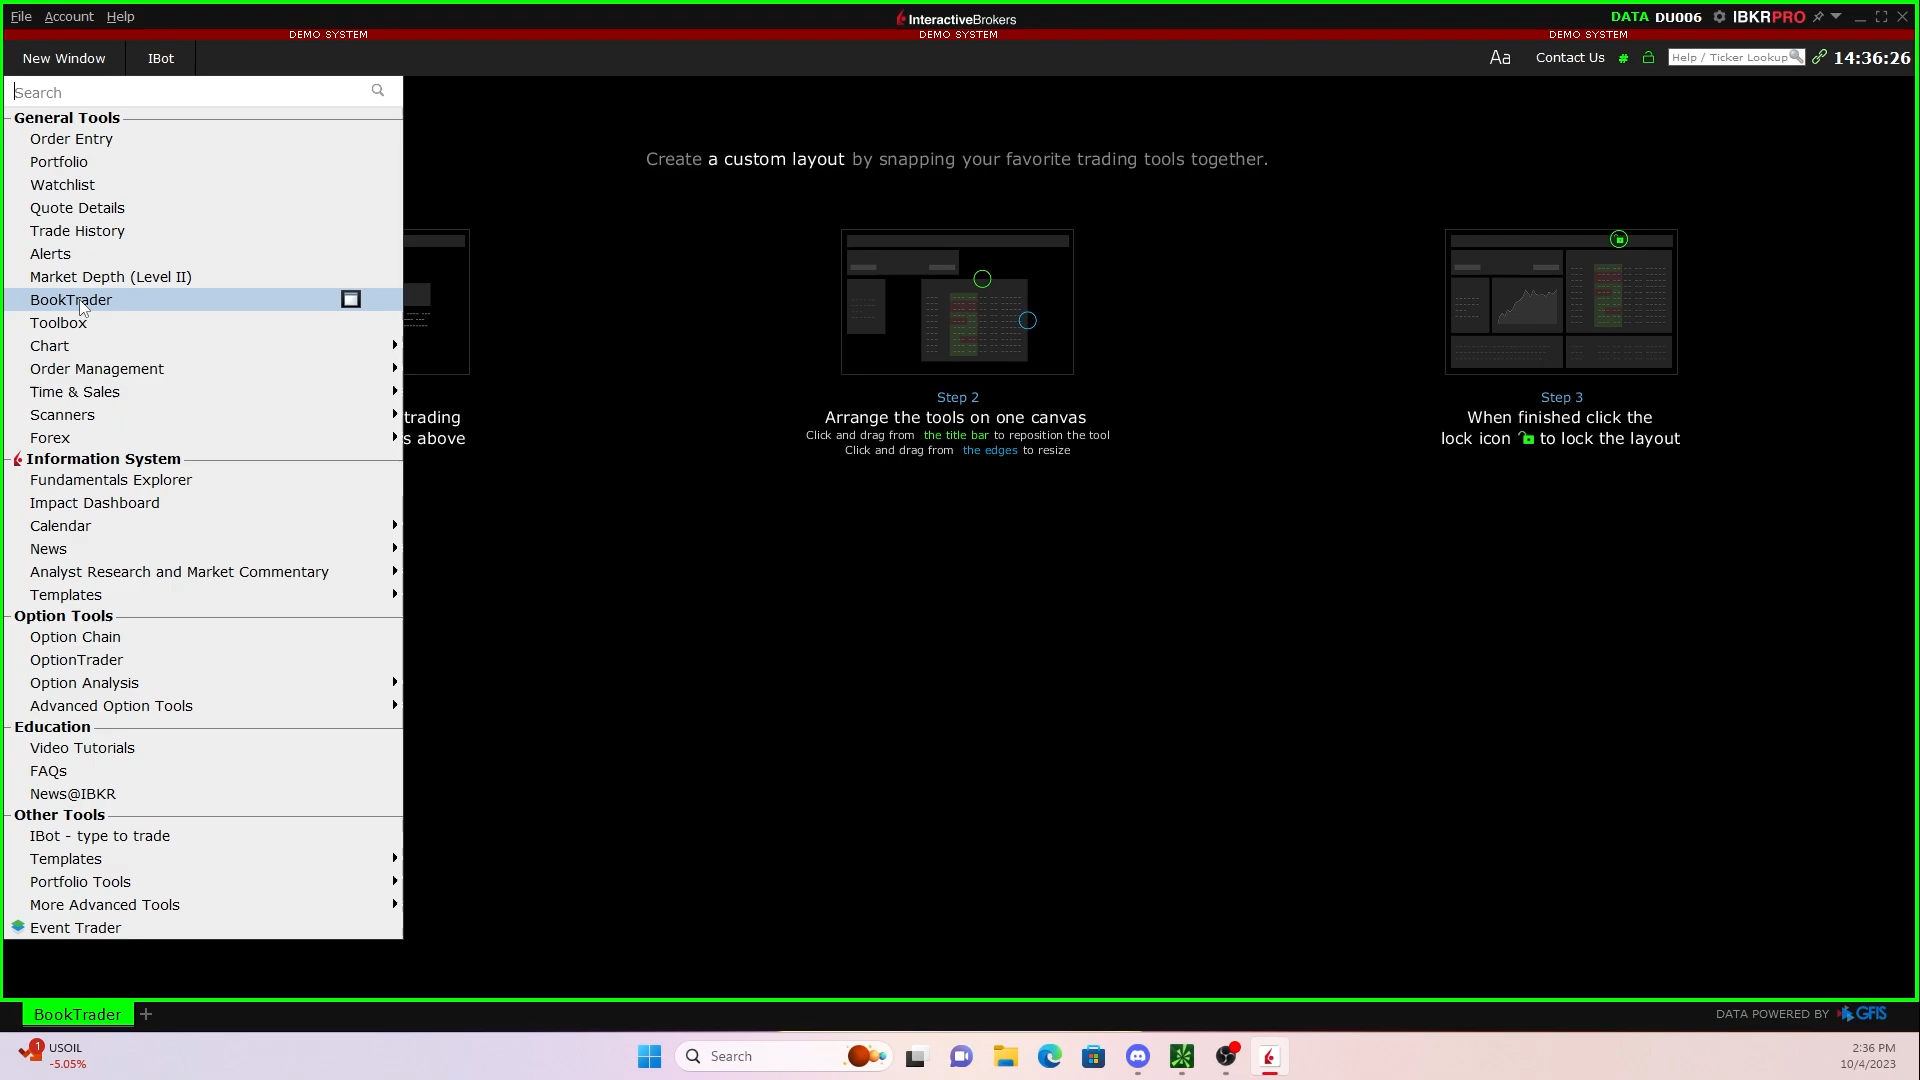 File Account Help
InteractiveBrokers
DATA DU006 IBKRPRO
DEMO SYSTEM DEMO SYSTEM DEMO SYSTEM
New Window IBot
Aa Contact Us # Help / Ticker Lookup 14:36:26
Search
General Tools
Order Entry
Portfolio
Watchlist
Quote Details
Trade History
Alerts
Market Depth (Level II)
BookTrader
Toolbox
Chart
Order Management
Time & Sales
Scanners
Forex
Information System
Fundamentals Explorer
Impact Dashboard
Calendar
News
Analyst Research and Market Commentary
Templates
Option Tools
Option Chain
OptionTrader
Option Analysis
Advanced Option Tools
Education
Video Tutorials
FAQs
News@IBKR
Other Tools
IBot - type to trade
Templates
Portfolio Tools
More Advanced Tools
Event Trader
Create a custom layout by snapping your favorite trading tools together.
trading
s above
Step 2
Arrange the tools on one canvas
Click and drag from the title bar to reposition the tool
Click and drag from the edges to resize
Step 3
When finished click the
lock icon to lock the layout
BookTrader +
DATA POWERED BY GFIS
1
USOIL
-5.05%
Search
2:36 PM
10/4/2023